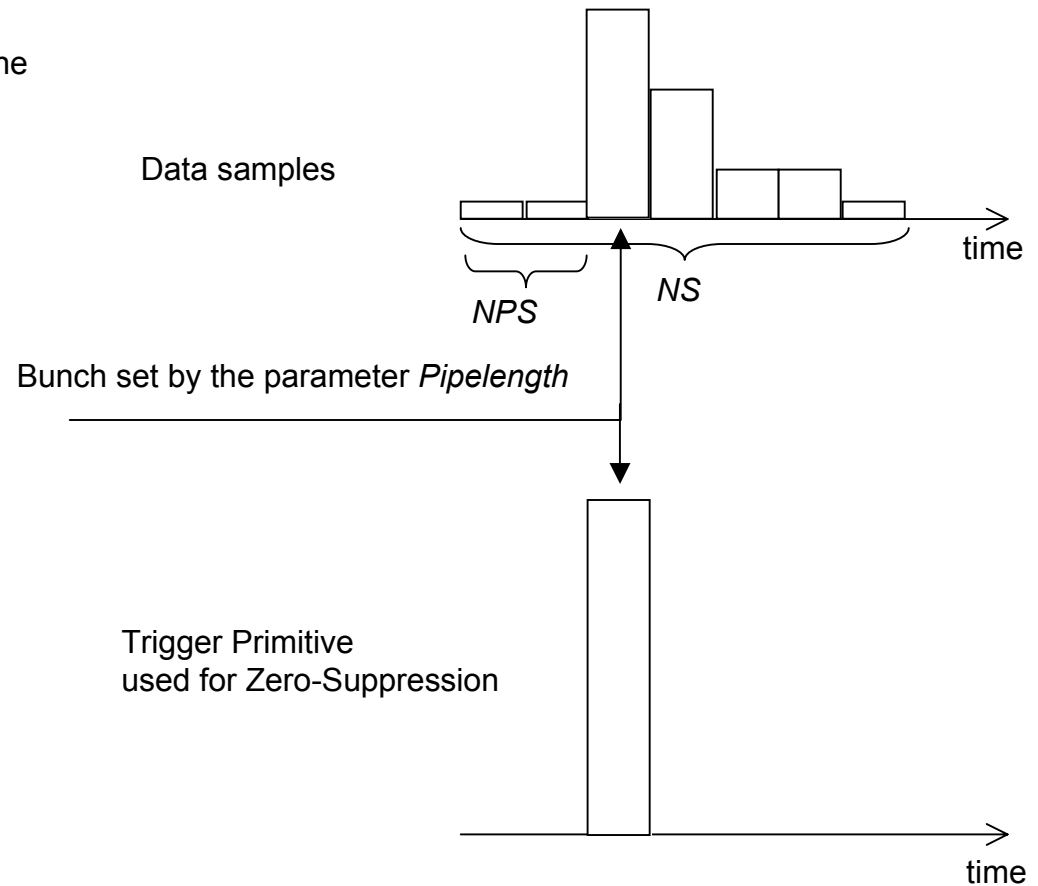 Data samples
time
NPS
NS
Bunch set by the parameter Pipelength
Trigger Primitive
used for Zero-Suppression
time